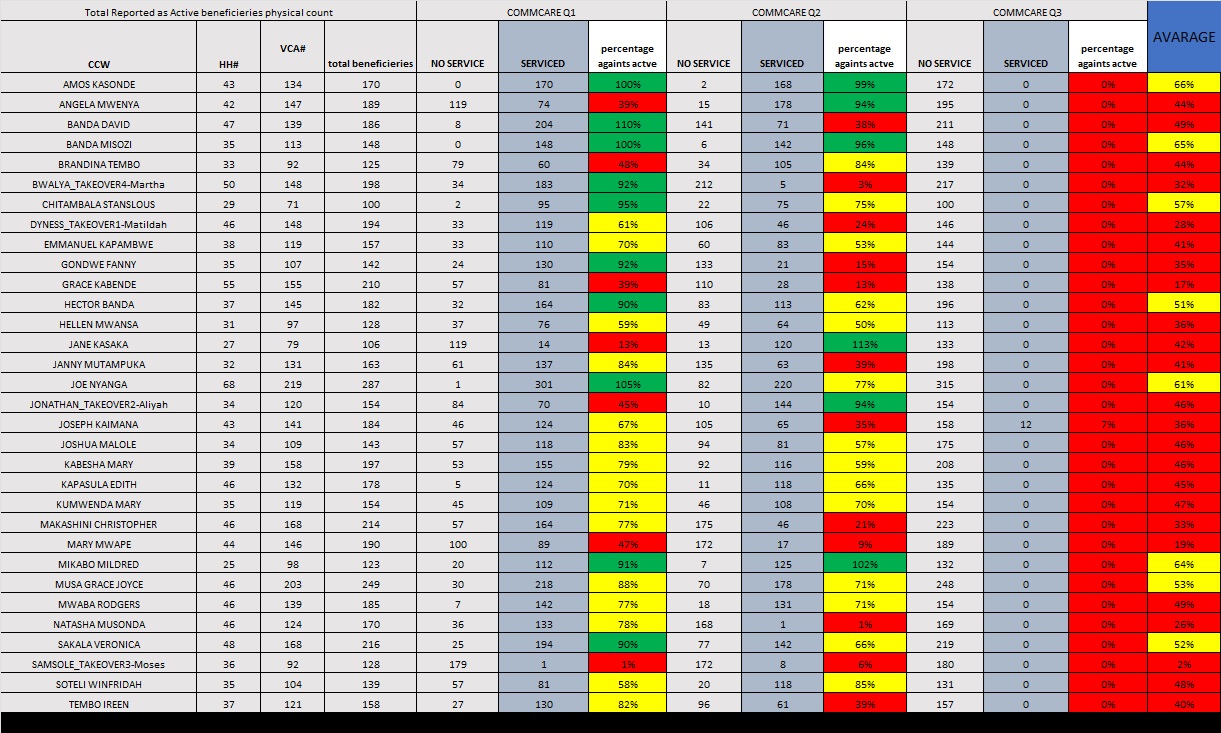 Total Reported as Active beneficieries physical count COMMCARE Q1 COMMCARE Q2 COMMCARE Q3 AVARAGE
CCW HH# VCA# total beneficieries NO SERVICE SERVICED percentage againts actve NO SERVICE SERVICED percentage againts actve NO SERVICE SERVICED percentage againts actve
AMOS KASONDE 43 134 170 0 170 100% 2 168 99% 172 0 0% 66%
ANGELA MWENYA 42 147 189 119 74 39% 15 178 94% 195 0 0% 44%
BANDA DAVID 47 139 186 8 204 110% 141 71 38% 211 0 0% 49%
BANDA MISOZI 35 113 148 0 148 100% 6 142 96% 148 0 0% 65%
BRANDINA TEMBO 33 92 125 79 60 48% 34 105 84% 139 0 0% 44%
BWALYA_TAKEOVER4-Martha 50 148 198 34 183 92% 212 5 3% 217 0 0% 32%
CHITAMBALA STANSLOUS 29 71 100 2 95 95% 22 75 75% 100 0 0% 57%
DYNESS_TAKEOVER1-Matildah 46 148 194 33 119 61% 106 46 24% 146 0 0% 28%
EMMANUEL KAPAMBWE 38 119 157 33 110 70% 60 83 53% 144 0 0% 41%
GONDWE FANNY 35 107 142 24 130 92% 133 21 15% 154 0 0% 35%
GRACE KABENDE 55 155 210 57 81 39% 110 28 13% 138 0 0% 17%
HECTOR BANDA 37 145 182 32 164 90% 83 113 62% 196 0 0% 51%
HELLEN MWANSA 31 97 128 37 76 59% 49 64 50% 113 0 0% 36%
JANE KASAKA 27 79 106 119 14 13% 13 120 113% 133 0 0% 42%
JANNY MUTAMPUKA 32 131 163 61 137 84% 135 63 39% 198 0 0% 41%
JOE NYANGA 68 219 287 1 301 105% 82 220 77% 315 0 0% 61%
JONATHAN_TAKEOVER2-Aliyah 34 120 154 84 70 45% 10 144 94% 154 0 0% 46%
JOSEPH KAIMANA 43 141 184 46 124 67% 105 65 35% 158 12 7% 36%
JOSHUA MALOLE 34 109 143 57 118 83% 94 81 57% 175 0 0% 46%
KABESHA MARY 39 158 197 53 155 79% 92 116 59% 208 0 0% 46%
KAPASULA EDITH 46 132 178 5 124 70% 11 118 66% 135 0 0% 45%
KUMWENDA MARY 35 119 154 45 109 71% 46 108 70% 154 0 0% 47%
MAKASHINI CHRISTOPHER 46 168 214 57 164 77% 175 46 21% 223 0 0% 33%
MARY MWAPE 44 146 190 100 89 47% 172 17 9% 189 0 0% 19%
MIKABO MILDRED 25 98 123 20 112 91% 7 125 102% 132 0 0% 64%
MUSA GRACE JOYCE 46 203 249 30 218 88% 70 178 71% 248 0 0% 53%
MWABA RODGERS 46 139 185 7 142 77% 18 131 71% 154 0 0% 49%
NATASHA MUSONDA 46 124 170 36 133 78% 168 1 1% 169 0 0% 26%
SAKALA VERONICA 48 168 216 25 194 90% 77 142 66% 219 0 0% 52%
SAMSOLE_TAKEOVER3-Moses 36 92 128 179 1 1% 172 8 6% 180 0 0% 2%
SOTELI WINFRIDAH 35 104 139 57 81 58% 20 118 85% 131 0 0% 48%
TEMBO IREEN 37 121 158 27 130 82% 96 61 39% 157 0 0% 40%